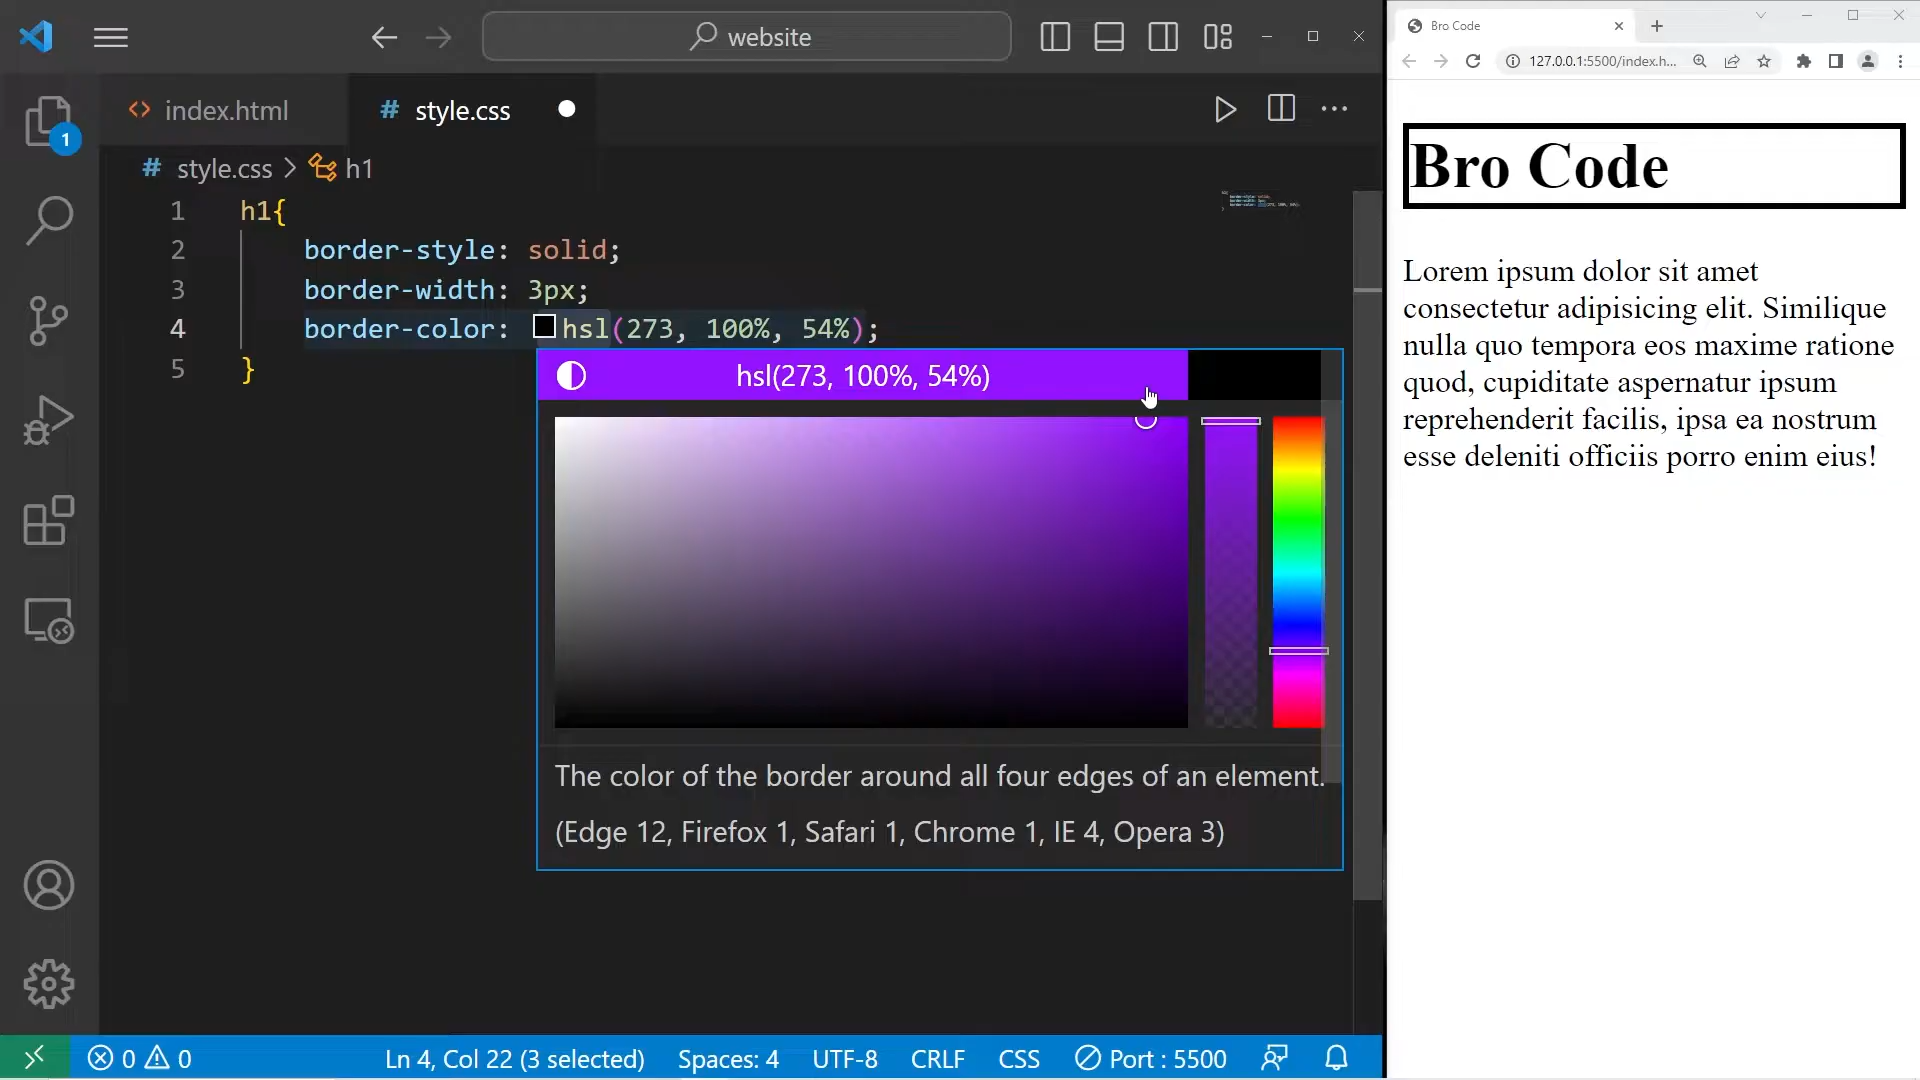 website
index.html
# style.css
# style.css > h1
1 h1{
2 border-style: solid;
3 border-width: 3px;
4 border-color: hsl(273, 100%, 54%);
5 }
hsl(273, 100%, 54%)
The color of the border around all four edges of an element.
(Edge 12, Firefox 1, Safari 1, Chrome 1, IE 4, Opera 3)
1
0 0
Ln 4, Col 22 (3 selected)
Spaces: 4
UTF-8
CRLF
CSS
Port : 5500
Bro Code
127.0.0.1:5500/index.h...
Bro Code
Lorem ipsum dolor sit amet
consectetur adipisicing elit. Similique
nulla quo tempora eos maxime ratione
quod, cupiditate aspernatur ipsum
reprehenderit facilis, ipsa ea nostrum
esse deleniti officiis porro enim eius!